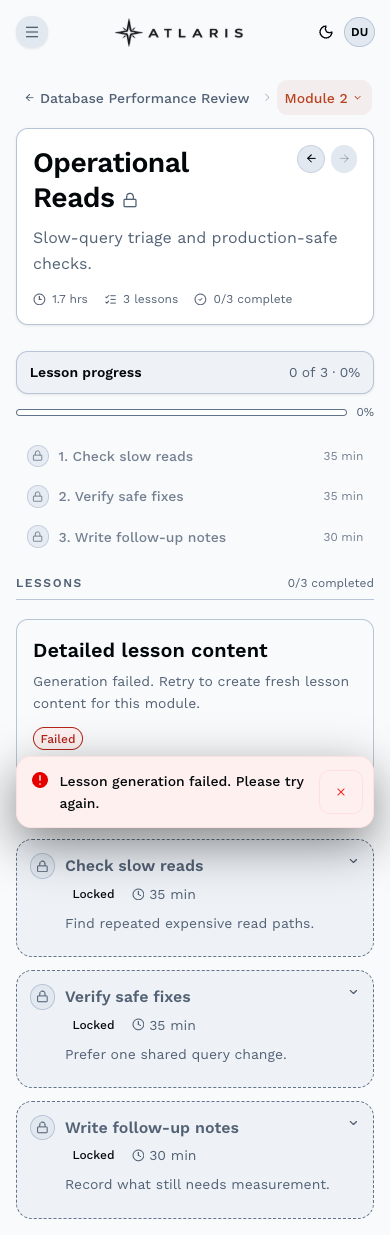 ATLARIS
DU
Database Performance Review
Module 2
Operational
Reads
Slow-query triage and production-safe
checks.
1.7 hrs
3 lessons
0/3 complete
Lesson progress
0 of 3 · 0%
0%
1. Check slow reads
35 min
2. Verify safe fixes
35 min
3. Write follow-up notes
30 min
LESSONS
0/3 completed
Detailed lesson content
Generation failed. Retry to create fresh lesson
content for this module.
Failed
Lesson generation failed. Please try
again.
Check slow reads
Locked
35 min
Find repeated expensive read paths.
Verify safe fixes
Locked
35 min
Prefer one shared query change.
Write follow-up notes
Locked
30 min
Record what still needs measurement.